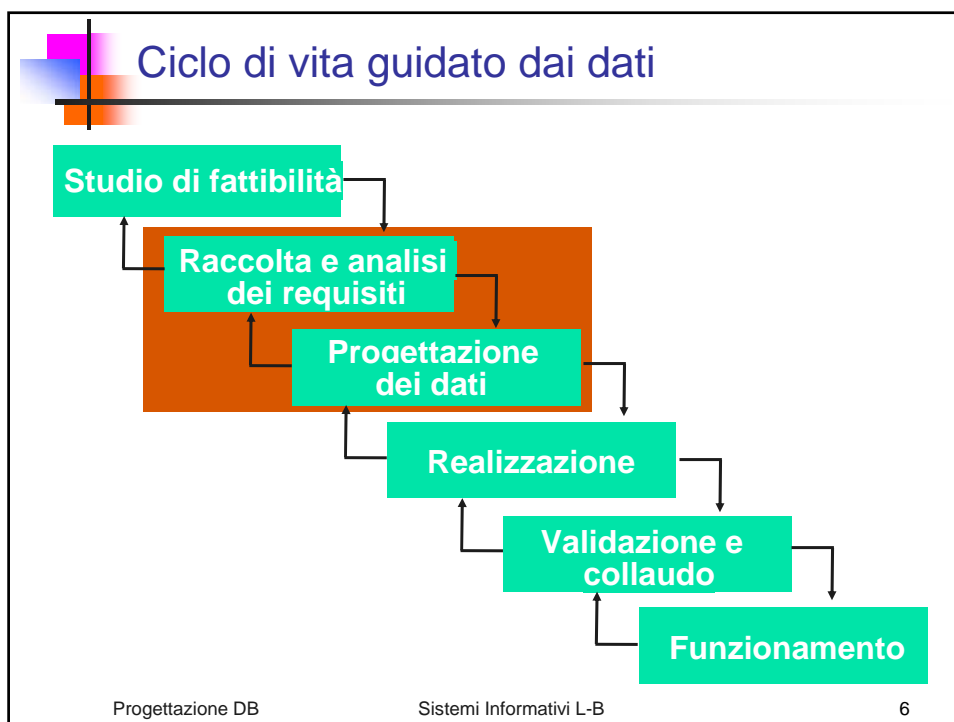 Ciclo di vita guidato dai dati
Studio di fattibilità
Raccolta e analisi
dei requisiti
Progettazione
dei dati
Realizzazione
Validazione e
collaudo
Funzionamento
Progettazione DB Sistemi Informativi L-B 6